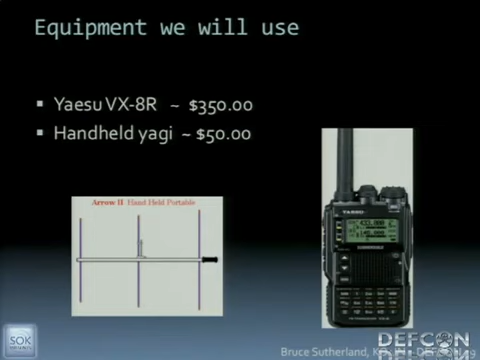 Equipment we will use
Yaesu VX-8R ~ $350.00
Handheld yagi ~ $50.00
Arrow II Hand Held Portable
YAESU
SOK
DEFCON
Bruce Sutherland,